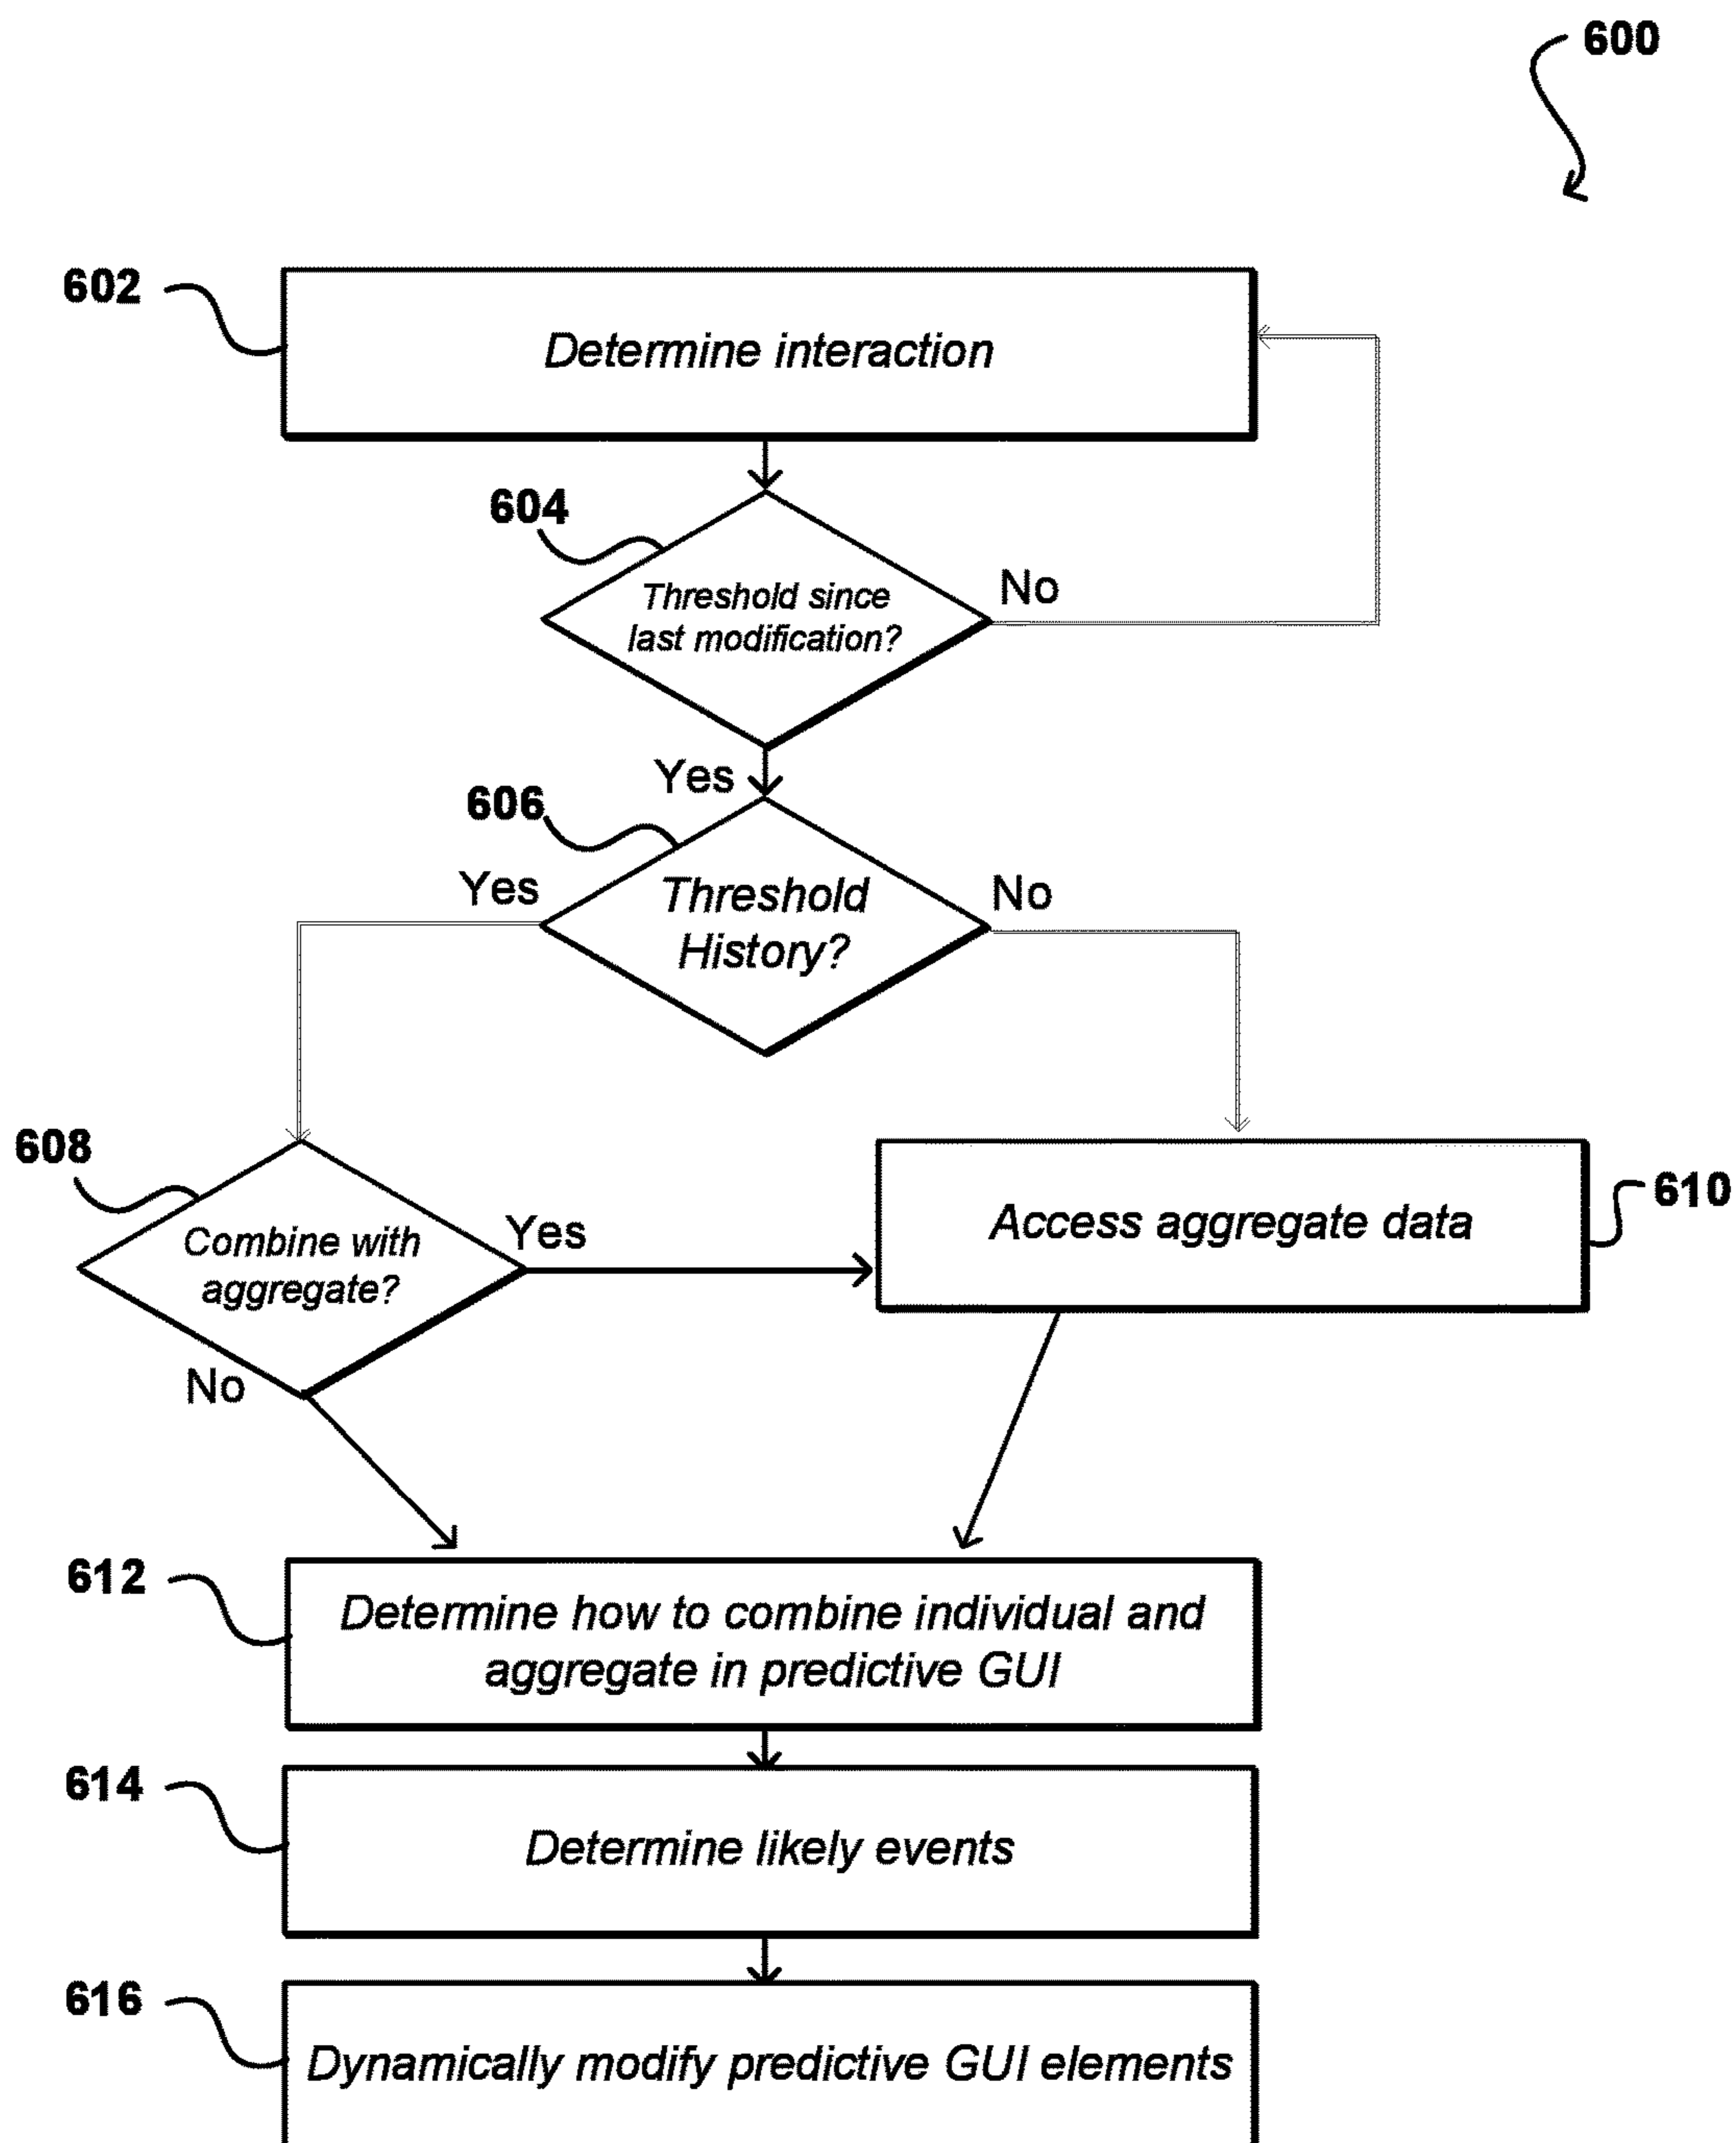 600
602
Determine interaction
604
Threshold since
last modification?
No
Yes
606
Yes
Threshold
History?
No
608
Combine with
aggregate?
Yes
No
Access aggregate data
610
612
Determine how to combine individual and
aggregate in predictive GUI
614
Determine likely events
616
Dynamically modify predictive GUI elements